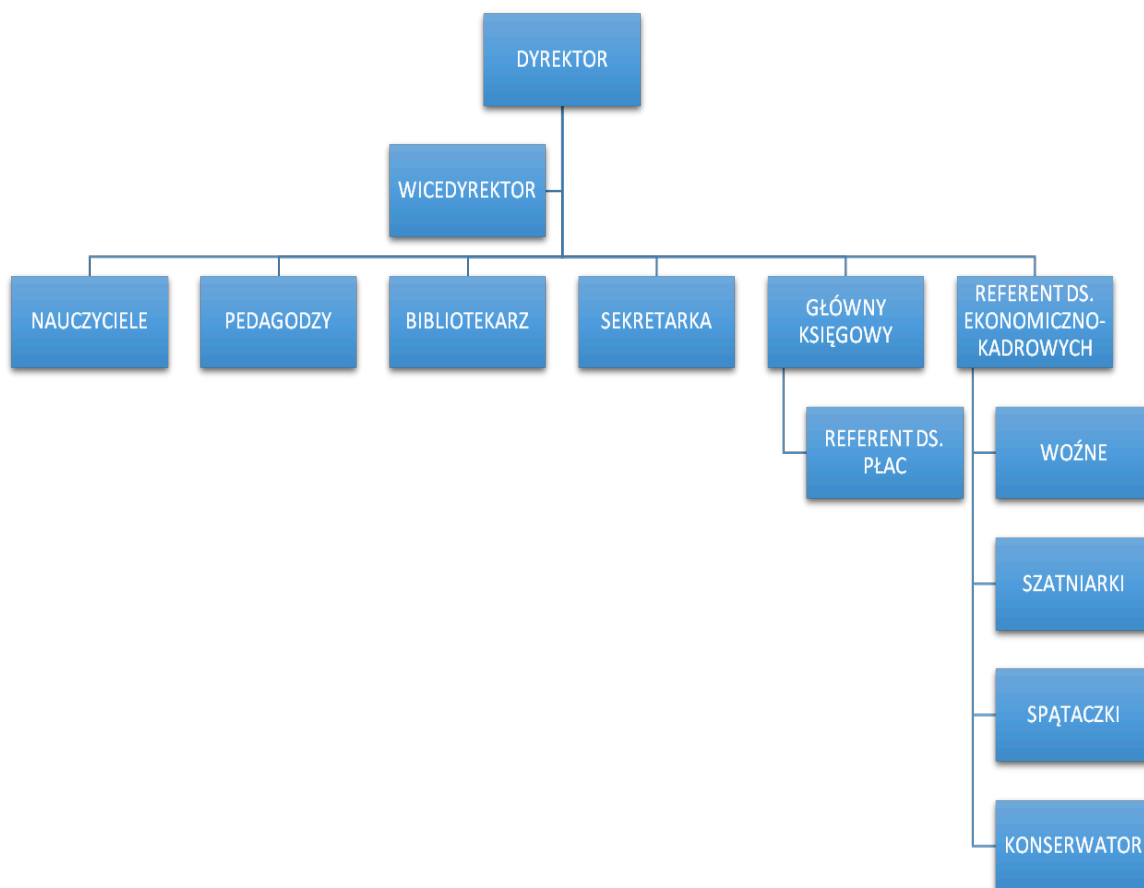 DYREKTOR
WICEDYREKTOR
NAUCZYCIELE
PEDAGODZY
BIBLIOTEKARZ
SEKRETARKA
GŁÓWNY
KSIĘGOWY
REFERENT DS.
EKONOMICZNO-
KADROWYCH
REFERENT DS.
PŁAC
WOŹNE
SZATNIARKI
SPĄTACZKI
KONSERWATOR